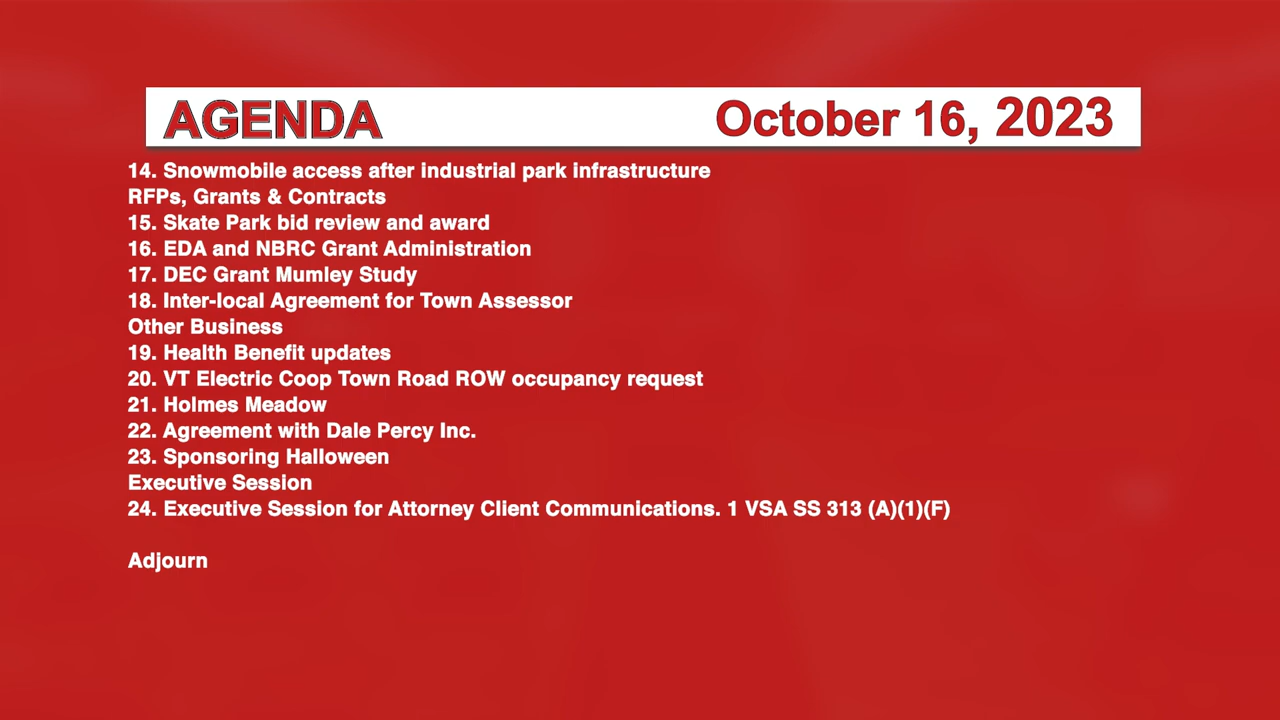 AGENDA October 16, 2023
14. Snowmobile access after industrial park infrastructure
RFPs, Grants & Contracts
15. Skate Park bid review and award
16. EDA and NBRC Grant Administration
17. DEC Grant Mumley Study
18. Inter-local Agreement for Town Assessor
Other Business
19. Health Benefit updates
20. VT Electric Coop Town Road ROW occupancy request
21. Holmes Meadow
22. Agreement with Dale Percy Inc.
23. Sponsoring Halloween
Executive Session
24. Executive Session for Attorney Client Communications. 1 VSA SS 313 (A)(1)(F)
Adjourn